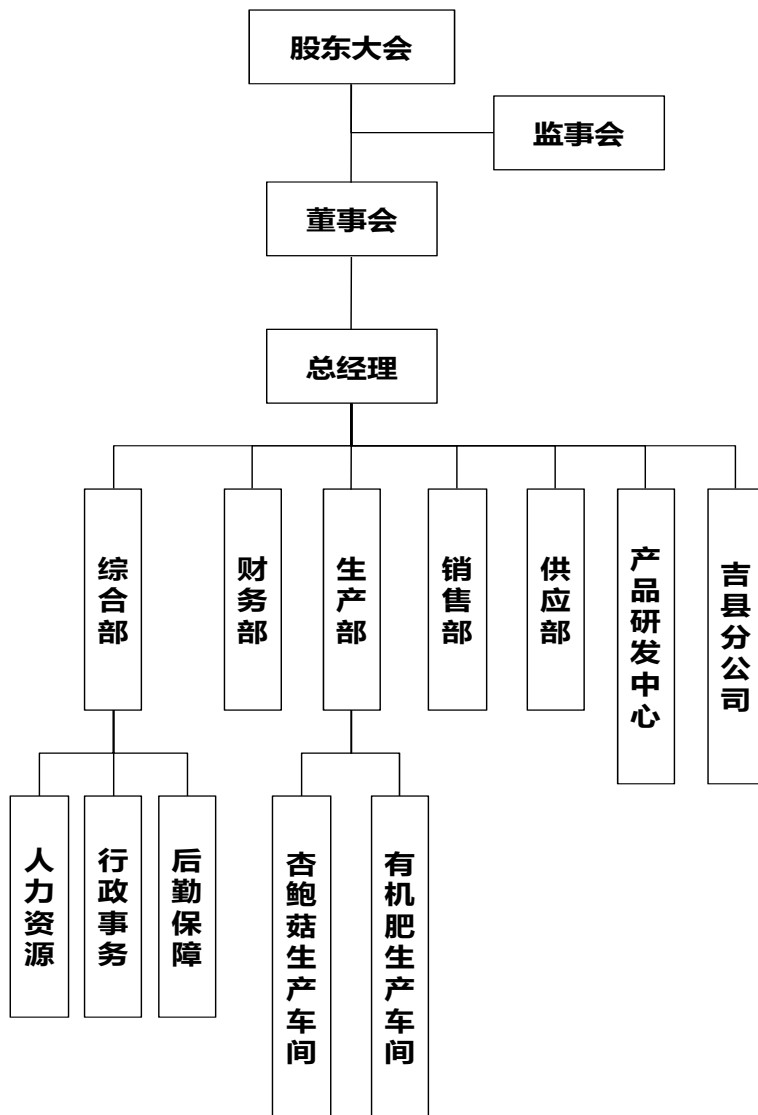 股东大会
监事会
董事会
总经理
综合部
财务部
生产部
销售部
供应部
产品研发中心
吉县分公司
人力资源
行政事务
后勤保障
杏鲍菇生产车间
有机肥生产车间